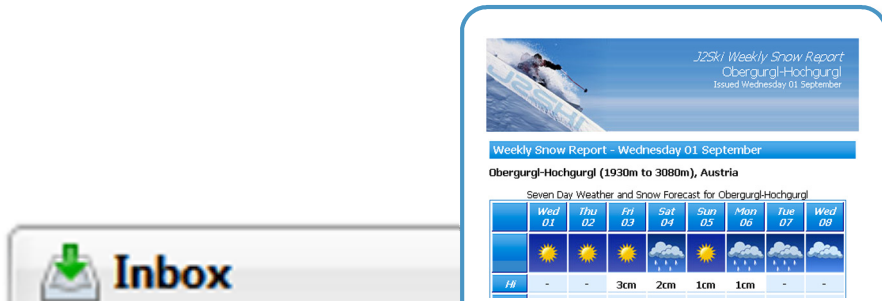 J2Ski Weekly Snow Report
Obergurgl-Hochgurgl
Issued Wednesday 01 September
J2SKI
Weekly Snow Report - Wednesday 01 September
Obergurgl-Hochgurgl (1930m to 3080m), Austria
Seven Day Weather and Snow Forecast for Obergurgl-Hochgurgl
Wed Thu Fri Sat Sun Mon Tue Wed
01 02 03 04 05 06 07 08
Hi - - 3cm 2cm 1cm 1cm - -
Inbox